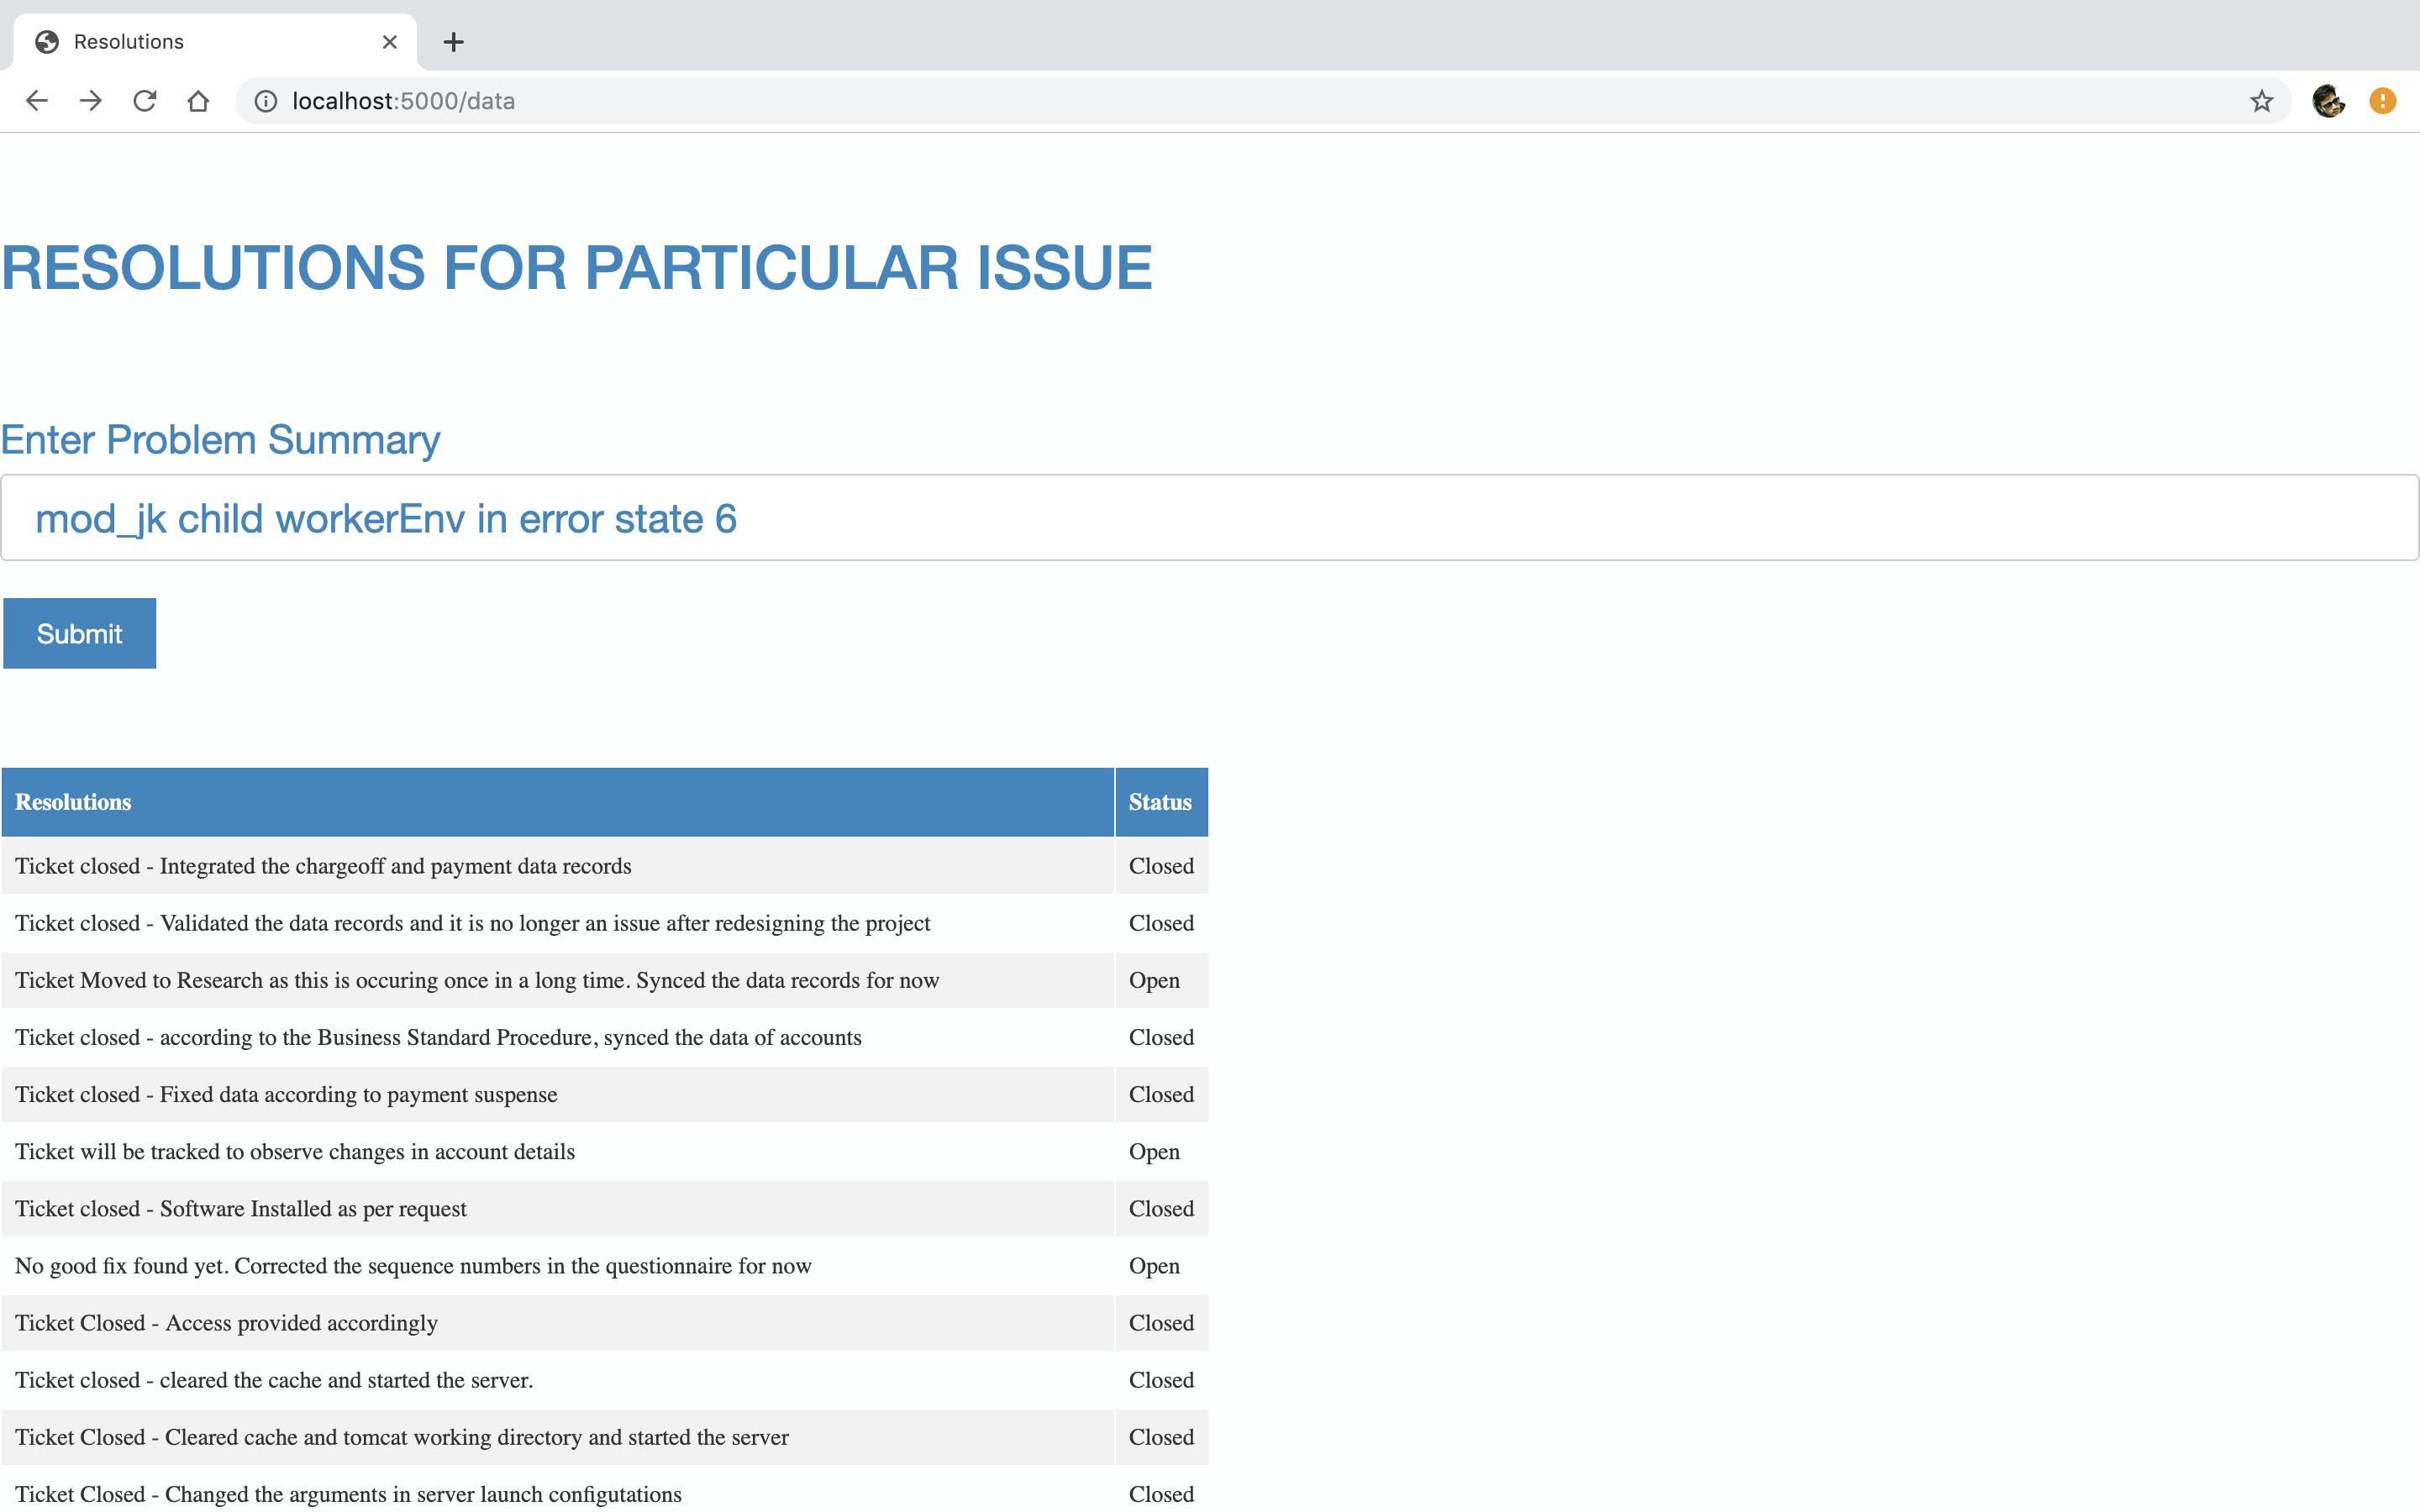 Resolutions
localhost:5000/data
RESOLUTIONS FOR PARTICULAR ISSUE
Enter Problem Summary
mod_jk child workerEnv in error state 6
Submit
Resolutions Status
Ticket closed - Integrated the chargeoff and payment data records Closed
Ticket closed - Validated the data records and it is no longer an issue after redesigning the project Closed
Ticket Moved to Research as this is occuring once in a long time. Synced the data records for now Open
Ticket closed - according to the Business Standard Procedure, synced the data of accounts Closed
Ticket closed - Fixed data according to payment suspense Closed
Ticket will be tracked to observe changes in account details Open
Ticket closed - Software Installed as per request Closed
No good fix found yet. Corrected the sequence numbers in the questionnaire for now Open
Ticket Closed - Access provided accordingly Closed
Ticket closed - cleared the cache and started the server. Closed
Ticket Closed - Cleared cache and tomcat working directory and started the server Closed
Ticket Closed - Changed the arguments in server launch configutations Closed